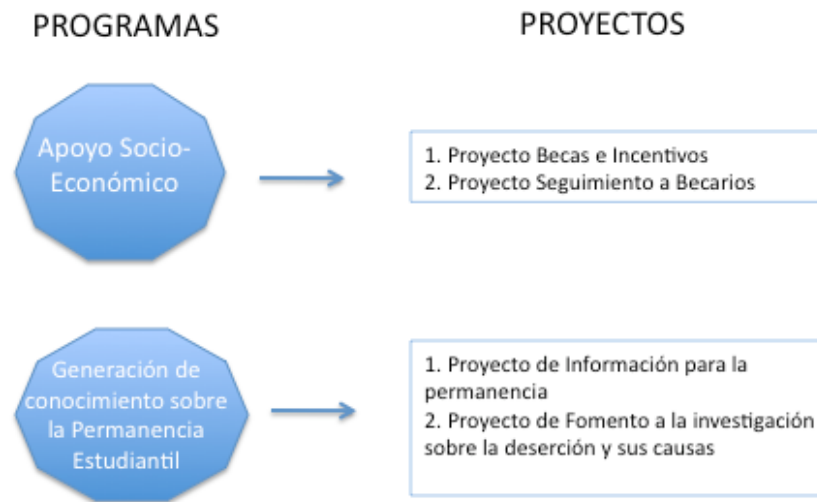 PROGRAMAS
PROYECTOS
Apoyo Socio-
Económico
1. Proyecto Becas e Incentivos
2. Proyecto Seguimiento a Becarios
Generación de
conocimiento sobre
la Permanencia
Estudiantil
1. Proyecto de Información para la
permanencia
2. Proyecto de Fomento a la investigación
sobre la deserción y sus causas